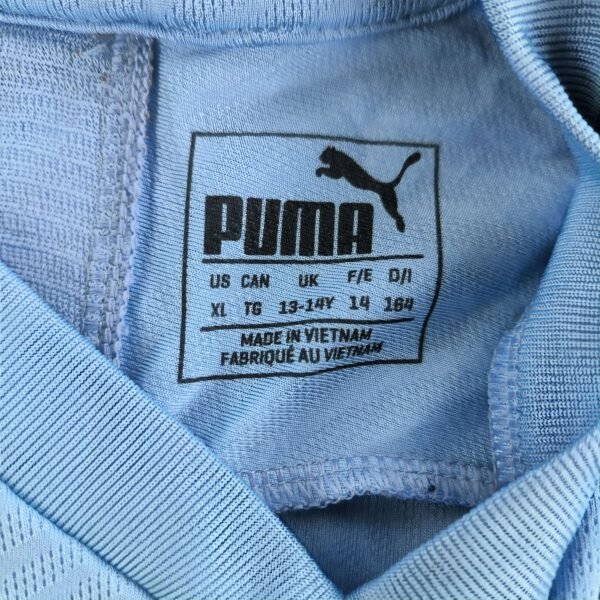 PUMA
US CAN UK F/E D/I
XL TG 13-14Y 14 164
MADE IN VIETNAM
FABRIQUÉ AU VIETNAM